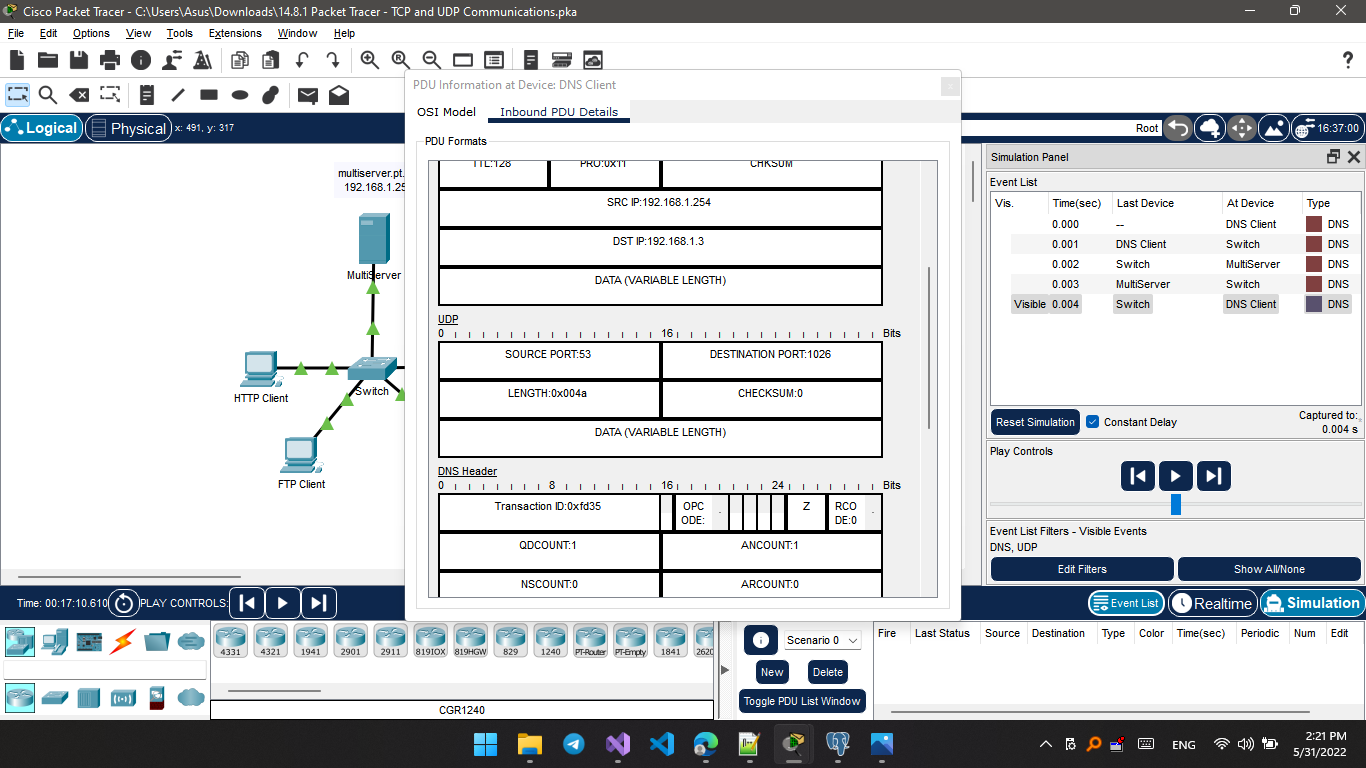 Cisco Packet Tracer - C:\Users\Asus\Downloads\14.8.1 Packet Tracer - TCP and UDP Communications.pka
File Edit Options View Tools Extensions Window Help
PDU Information at Device: DNS Client
OSI Model Inbound PDU Details
PDU Formats
TTL:128 PRO:0x11 CHKSUM
SRC IP:192.168.1.254
DST IP:192.168.1.3
DATA (VARIABLE LENGTH)
UDP
0 16 Bits
SOURCE PORT:53 DESTINATION PORT:1026
LENGTH:0x004a CHECKSUM:0
DATA (VARIABLE LENGTH)
DNS Header
0 8 16 24 Bits
Transaction ID:0xfd35 OPC Z RCO
ODE: DE:0
QDCOUNT:1 ANCOUNT:1
NSCOUNT:0 ARCOUNT:0
Logical Physical x: 491, y: 317
Root 16:37:00
multiserver.pt.
192.168.1.25
MultiServer
HTTP Client
Switch
FTP Client
Simulation Panel
Event List
Vis. Time(sec) Last Device At Device Type
0.000 -- DNS Client DNS
0.001 DNS Client Switch DNS
0.002 Switch MultiServer DNS
0.003 MultiServer Switch DNS
Visible 0.004 Switch DNS Client DNS
Reset Simulation Constant Delay Captured to:
0.004 s
Play Controls
Event List Filters - Visible Events
DNS, UDP
Edit Filters Show All/None
Time: 00:17:10.610 PLAY CONTROLS:
Event List Realtime Simulation
4331 4321 1941 2901 2911 819IOX 819HGW 829 1240 PT-Router PT-Empty 1841 2620
CGR1240
Scenario 0
New Delete
Toggle PDU List Window
Fire Last Status Source Destination Type Color Time(sec) Periodic Num Edit
ENG
2:21 PM
5/31/2022